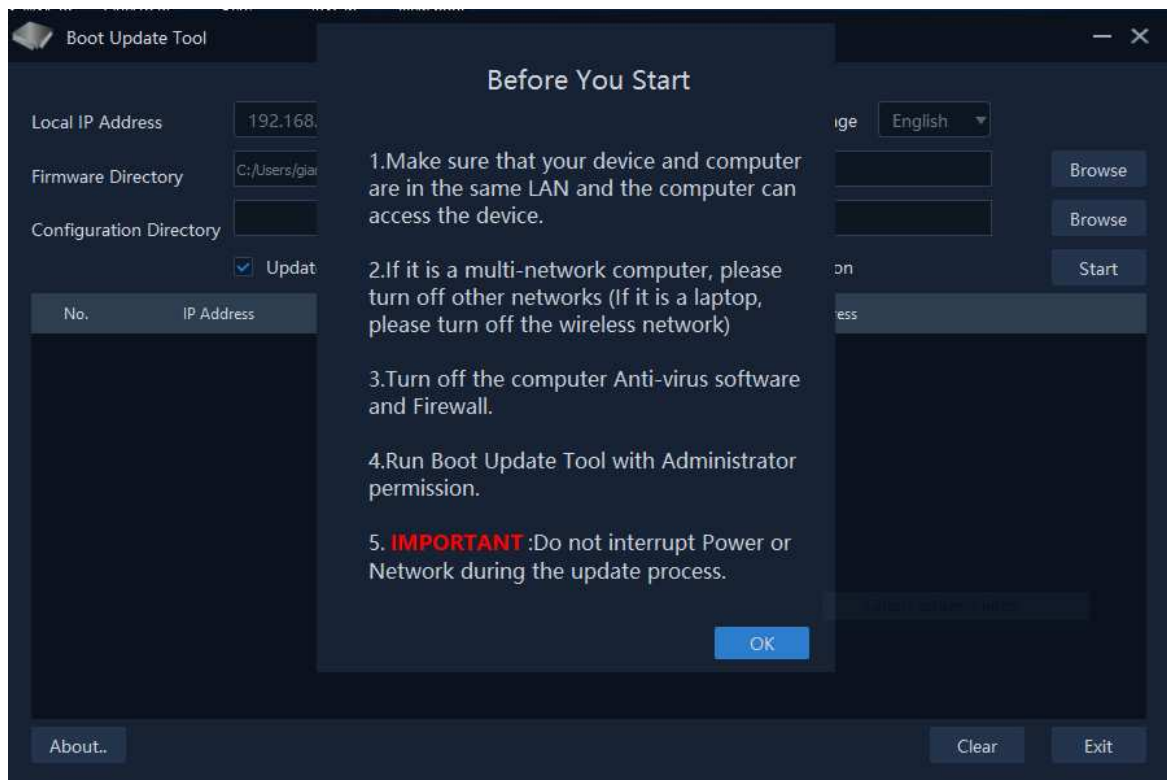 Boot Update Tool
Before You Start
Local IP Address 192.168.
English
Firmware Directory C:/Users/
Browse
Configuration Directory
Browse
Start
No. IP Address
1.Make sure that your device and computer
are in the same LAN and the computer can
access the device.
2.If it is a multi-network computer, please
turn off other networks (If it is a laptop,
please turn off the wireless network)
3.Turn off the computer Anti-virus software
and Firewall.
4.Run Boot Update Tool with Administrator
permission.
5. IMPORTANT :Do not interrupt Power or
Network during the update process.
OK
About..
Clear
Exit